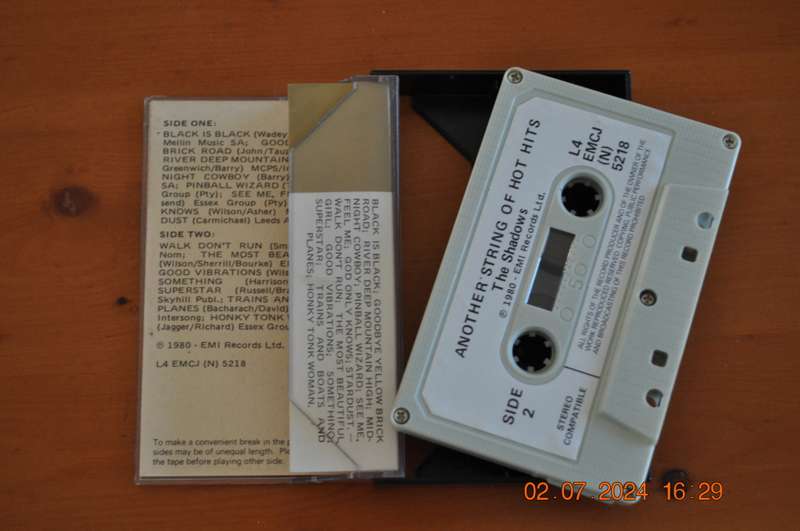 SIDE ONE:
BLACK IS BLACK (Wadey
Mellin Music SA; GOOD
BRICK ROAD (John/Taup
RIVER DEEP MOUNTAIN
Greenwich/Barry) MCPS/In
NIGHT COWBOY (Barry)
SA; PINBALL WIZARD (T
Group (Pty); SEE ME, F
send) Essex Group (Pty)
KNOWS (Wilson/Asher)
DUST (Carmichael) Leeds A
SIDE TWO:
WALK DON'T RUN (Sm
Nom; THE MOST BEA
(Wilson/Sherrill/Bourke) E
GOOD VIBRATIONS (Wils
SOMETHING (Harrison
SUPERSTAR (Russell/Bra
Skyhill Publ.; TRAINS AN
PLANES (Bacharach/David)
Intersong; HONKY TONK
(Jagger/Richard) Essex Grou
℗ 1980 - EMI Records Ltd.
L4 EMCJ (N) 5218
To make a convenient break in the p
sides may be of unequal length. Ple
the tape before playing other side.
BLACK IS BLACK; GOODBYE YELLOW BRICK
ROAD; RIVER DEEP MOUNTAIN HIGH; MID-
NIGHT COWBOY; PINBALL WIZARD; SEE ME,
FEEL ME; GOD ONLY KNOWS; STARDUST. –
WALK DON'T RUN; THE MOST BEAUTIFUL
GIRL; GOOD VIBRATIONS; SOMETHING;
SUPERSTAR; TRAINS AND BOATS AND
PLANES; HONKY TONK WOMAN.
ANOTHER STRING OF HOT HITS
The Shadows
℗ 1980 - EMI Records Ltd.
L4
EMCJ
(N)
5218
SIDE
2
0 50 0
ALL RIGHTS OF THE RECORD PRODUCER AND OF THE OWNER OF THE
WORK REPRODUCED RESERVED. COPYING, PUBLIC PERFORMANCE
AND BROADCASTING OF THIS RECORD PROHIBITED
STEREO
COMPATIBLE
02.07.2024 16:29